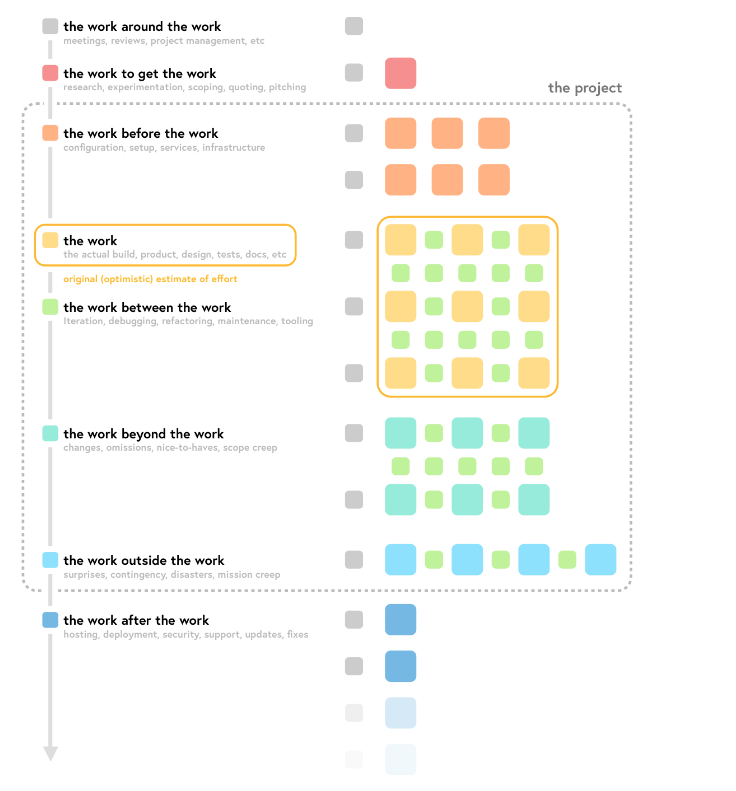 the work around the work
meetings, reviews, project management, etc
the work to get the work
research, experimentation, scoping, quoting, pitching
the project
the work before the work
configuration, setup, services, infrastructure
the work
the actual build, product, design, tests, docs, etc
original (optimistic) estimate of effort
the work between the work
Iteration, debugging, refactoring, maintenance, tooling
the work beyond the work
changes, omissions, nice-to-haves, scope creep
the work outside the work
surprises, contingency, disasters, mission creep
the work after the work
hosting, deployment, security, support, updates, fixes